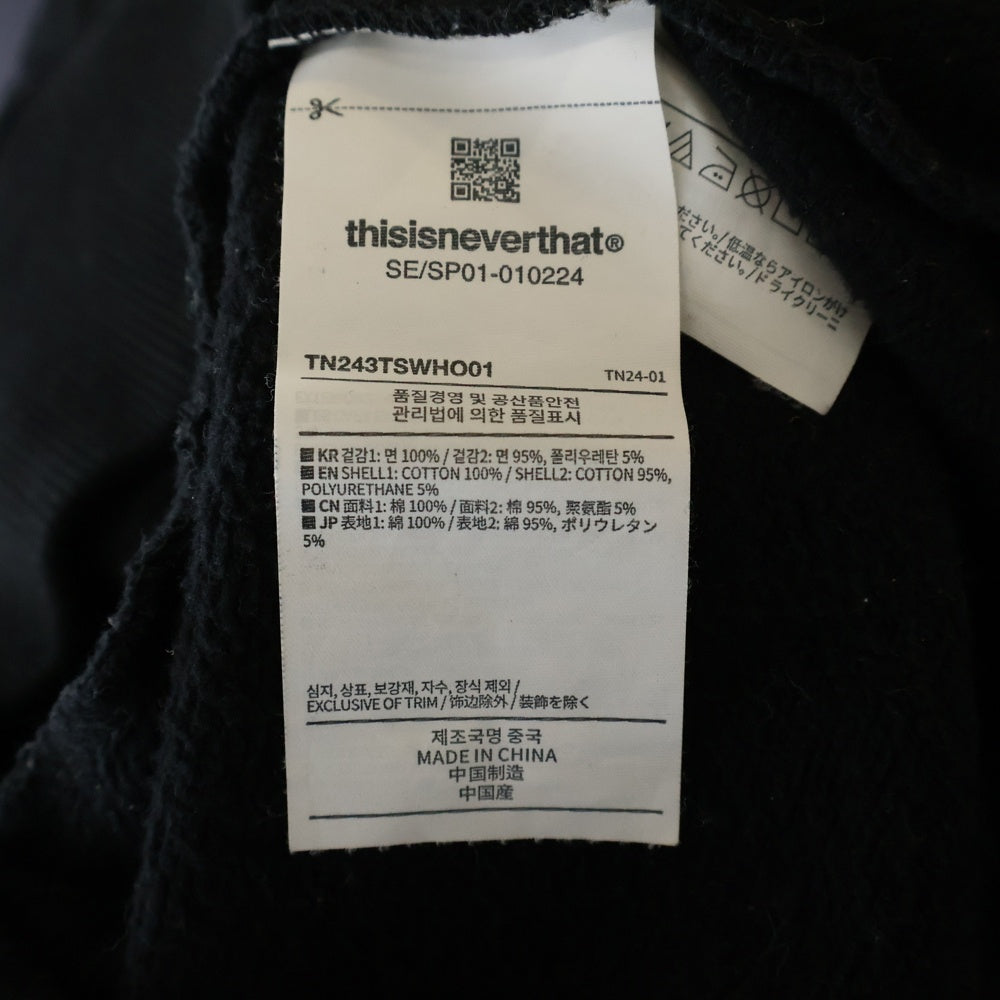 thisisneverthat®
SE/SP01-010224
TN243TSWHO01
TN24-01
품질경영 및 공산품안전
관리법에 의한 품질표시
KR 겉감1: 면 100% / 겉감2: 면 95%, 폴리우레탄 5%
EN SHELL1: COTTON 100% / SHELL2: COTTON 95%,
POLYURETHANE 5%
CN 面料1: 棉 100% / 面料2: 棉 95%, 聚氨酯 5%
JP 表地1: 綿 100% / 表地2: 綿 95%, ポリウレタン
5%
심지, 상표, 보강재, 자수, 장식 제외 /
EXCLUSIVE OF TRIM / 饰边除外 / 装飾を除く
제조국명 중국
MADE IN CHINA
中国制造
中国産
ださい。/低温ならアイロンがけ
てください。/ドライクリーニ